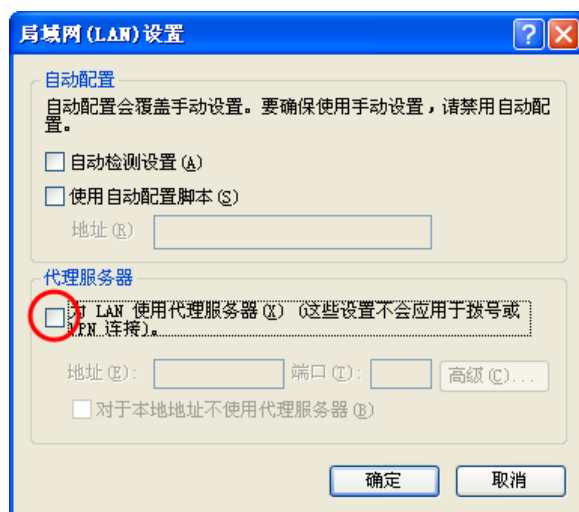 局域网(LAN)设置
自动配置
自动配置会覆盖手动设置。要确保使用手动设置，请禁用自动配
置。
自动检测设置(A)
使用自动配置脚本(S)
地址(R)
代理服务器
为 LAN 使用代理服务器(X) (这些设置不会应用于拨号或
VPN 连接)。
地址(E): 端口(T): 高级(C)...
对于本地地址不使用代理服务器(B)
确定 取消